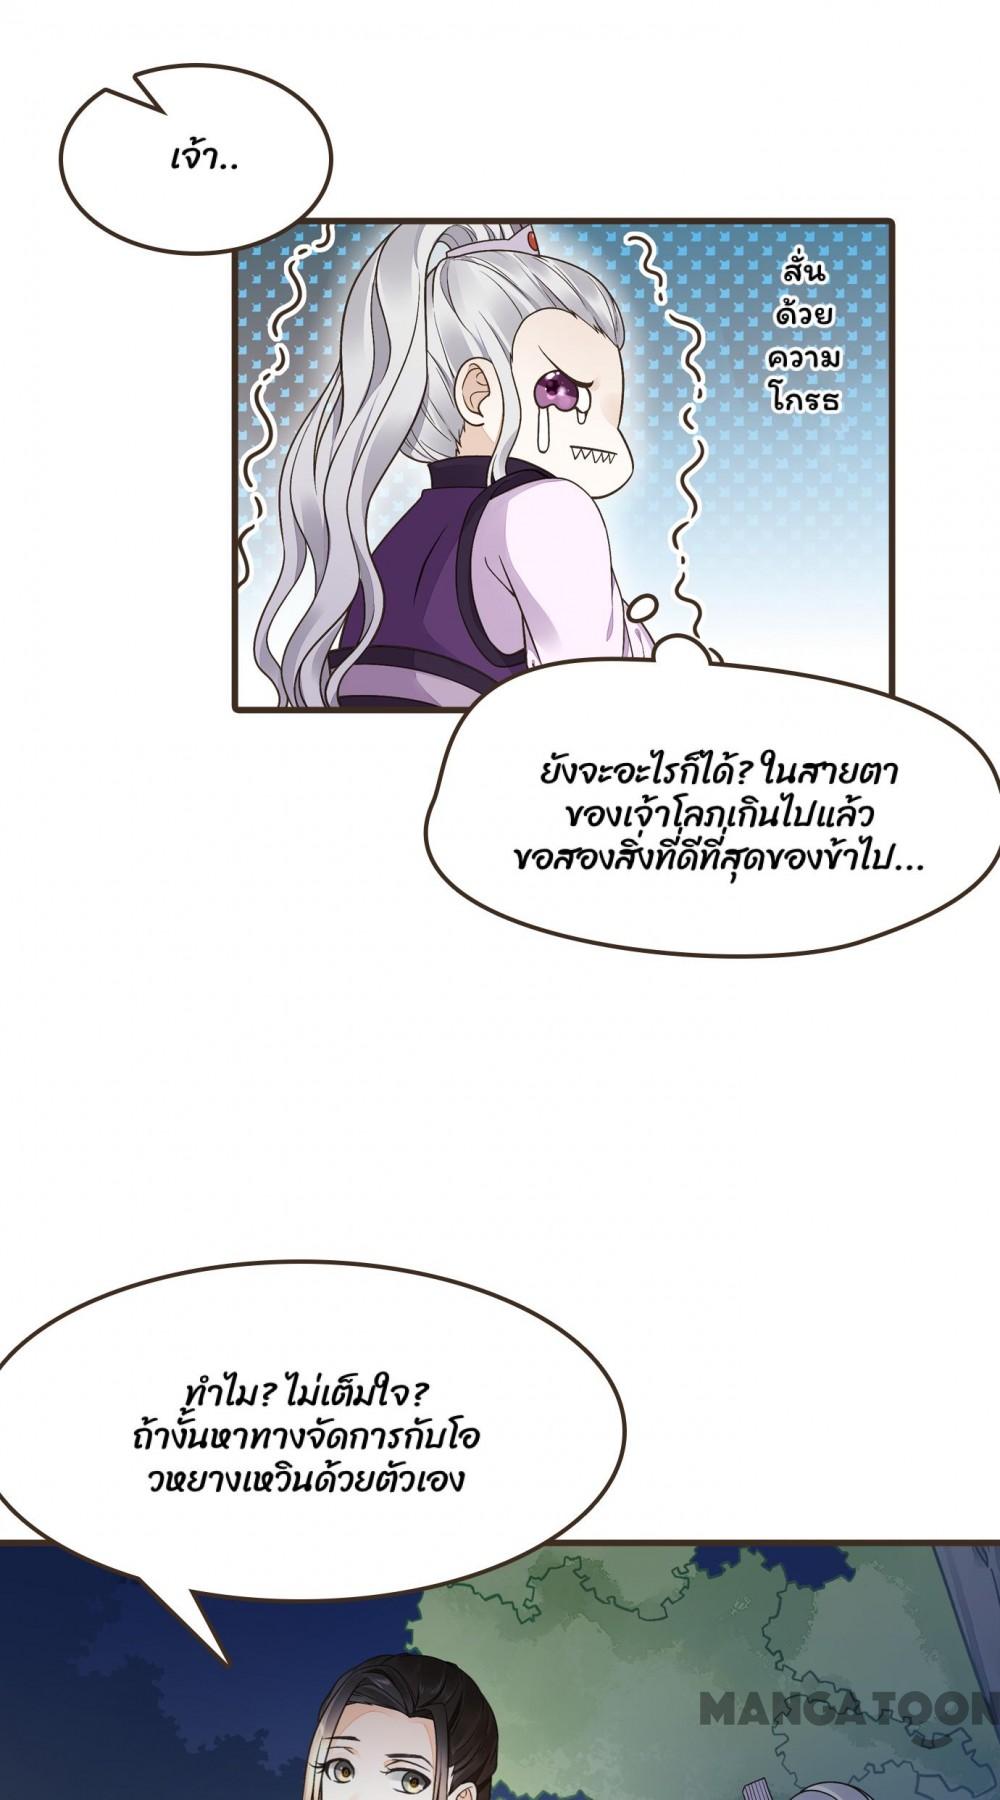 เจ้า..
สั่น
ด้วย
ความ
โกรธ
ยังจะอะไรก็ได้? ในสายตา
ของเจ้าโลภเกินไปแล้ว
ขอสองสิ่งที่ดีที่สุดของข้าไป...
ทำไม? ไม่เต็มใจ?
ถ้างั้นหาทางจัดการกับโอ
วหยางเหวินด้วยตัวเอง
MANGATOON